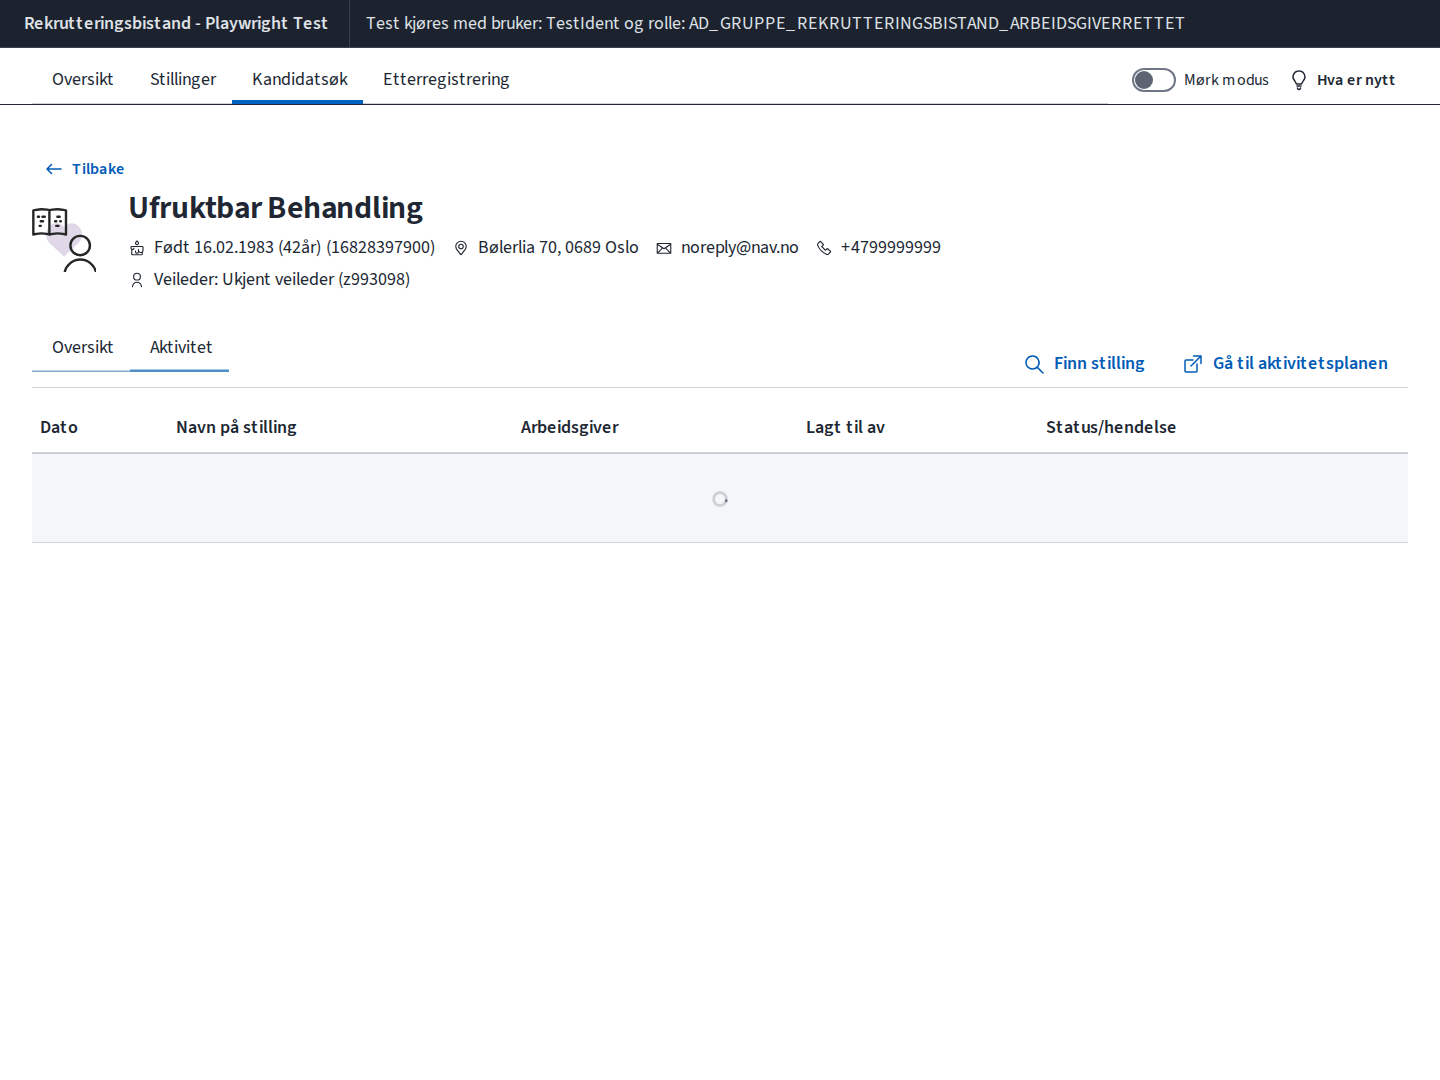 Rekrutteringsbistand - Playwright Test Test kjøres med bruker: TestIdent og rolle: AD_GRUPPE_REKRUTTERINGSBISTAND_ARBEIDSGIVERRETTET
Oversikt Stillinger Kandidatsøk Etterregistrering Mørk modus Hva er nytt
Tilbake
Ufruktbar Behandling
Født 16.02.1983 (42år) (16828397900) Bølerlia 70, 0689 Oslo noreply@nav.no +4799999999
Veileder: Ukjent veileder (z993098)
Oversikt Aktivitet Finn stilling Gå til aktivitetsplanen
Dato Navn på stilling Arbeidsgiver Lagt til av Status/hendelse